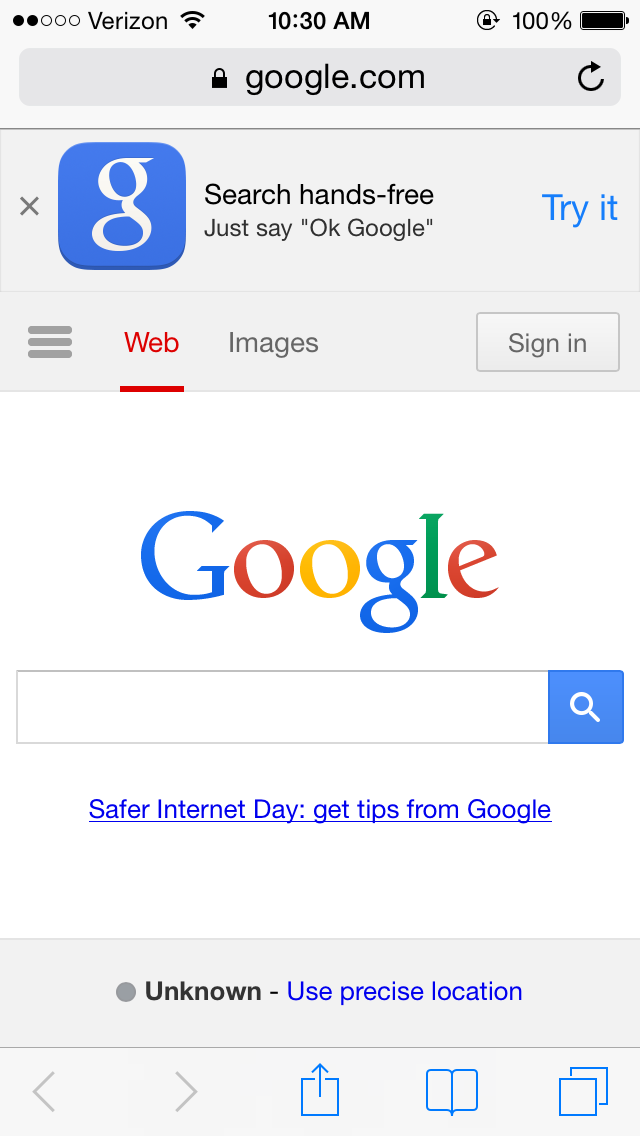 Verizon 10:30 AM 100%
google.com
g
Search hands-free
Try it
Just say "Ok Google"
Web Images Sign in
Google
Safer Internet Day: get tips from Google
Unknown - Use precise location